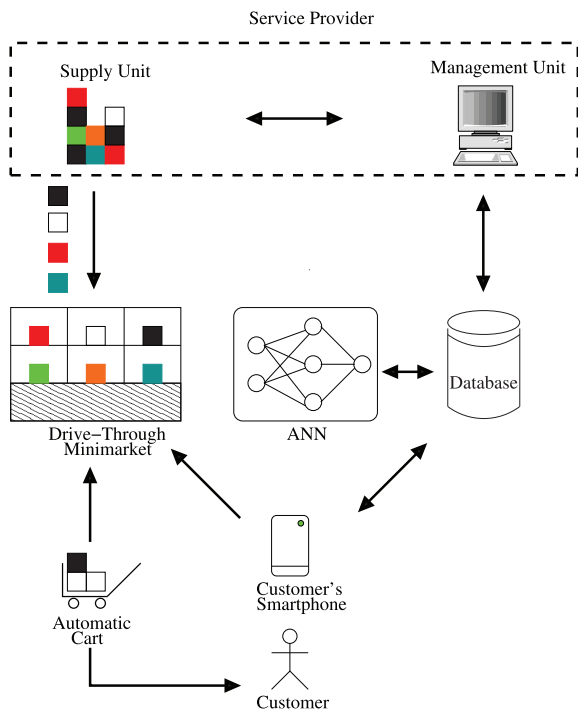 Service Provider
Supply Unit
Management Unit
Database
Drive−Through
Minimarket
ANN
Customer's
Smartphone
Automatic
Cart
Customer